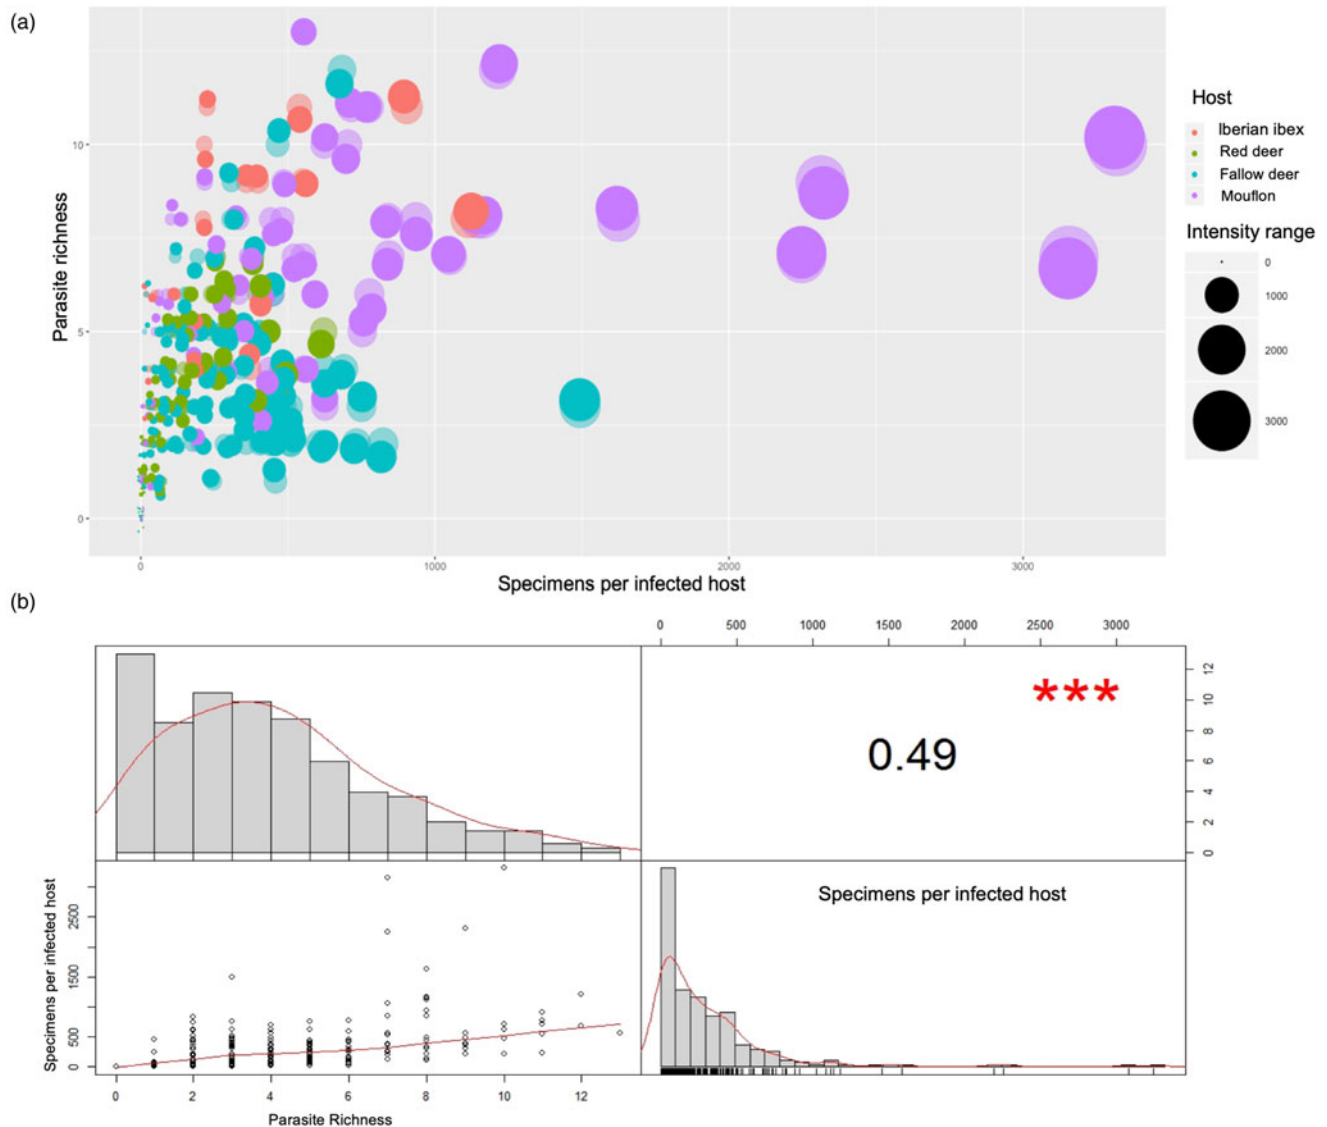 (a)
Parasite richness
10
5
0
0 1000 2000 3000
Specimens per infected host
Host
Iberian ibex
Red deer
Fallow deer
Mouflon
Intensity range
0
1000
2000
3000
(b)
0 500 1000 1500 2000 2500 3000
***
0.49
12
10
8
6
4
2
0
Specimens per infected host
2500
1500
500
0
0 2 4 6 8 10 12
Parasite Richness
Specimens per infected host